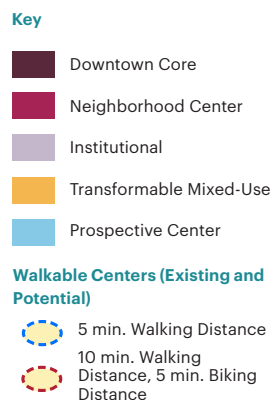 Key
Downtown Core
Neighborhood Center
Institutional
Transformable Mixed-Use
Prospective Center
Walkable Centers (Existing and
Potential)
5 min. Walking Distance
10 min. Walking
Distance, 5 min. Biking
Distance